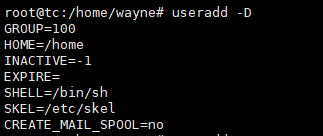 root@tc:/home/wayne# useradd -D
GROUP=100
HOME=/home
INACTIVE=-1
EXPIRE=
SHELL=/bin/sh
SKEL=/etc/skel
CREATE_MAIL_SPOOL=no